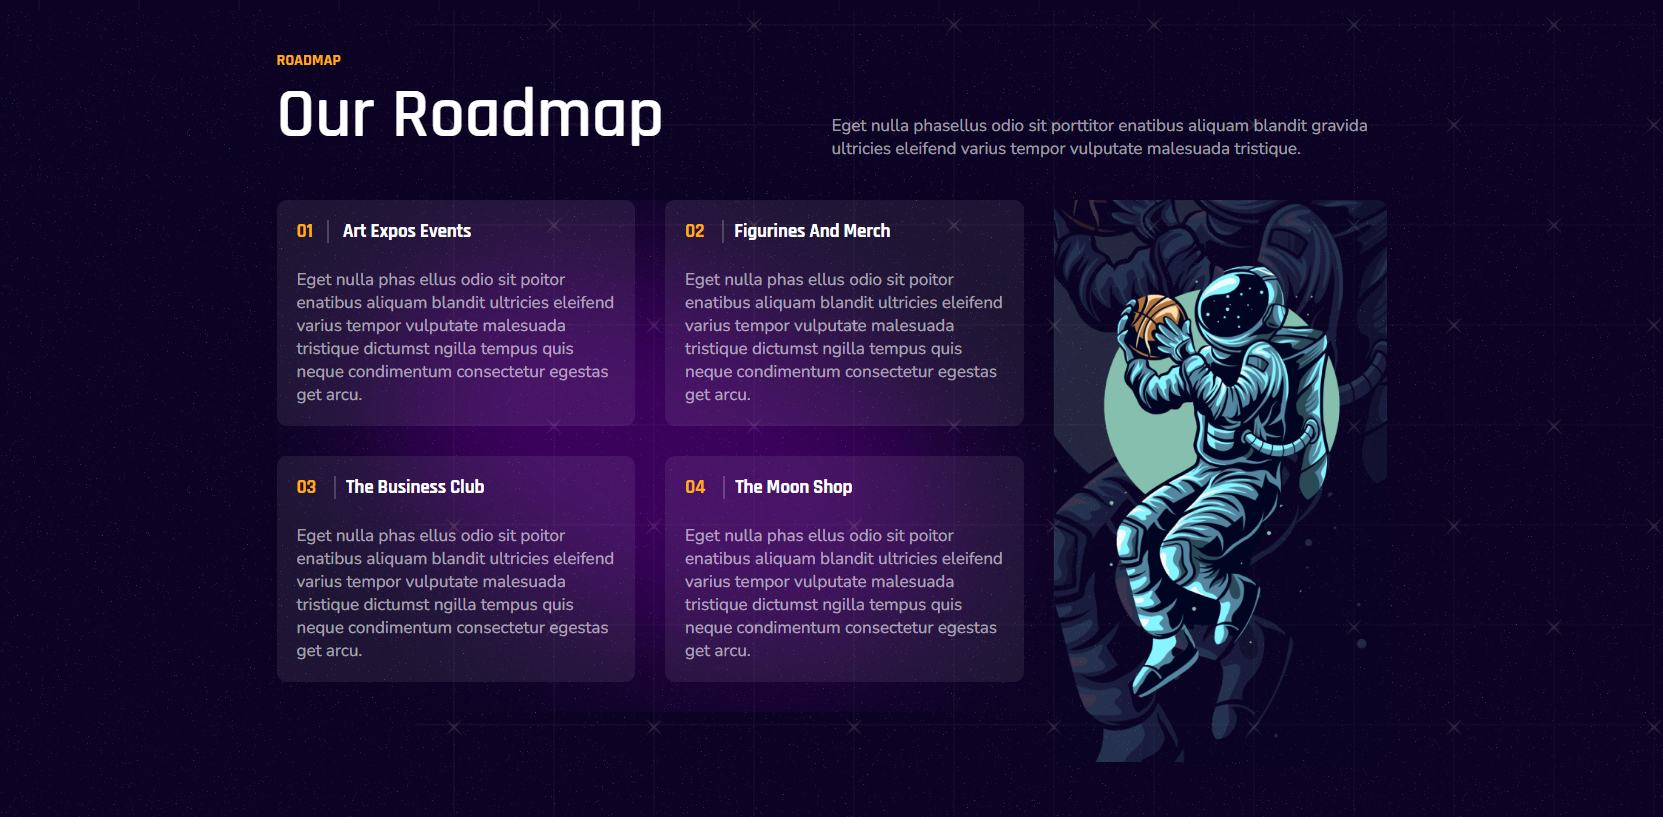 ROADMAP
Our Roadmap
Eget nulla phasellus odio sit porttitor enatibus aliquam blandit gravida
ultricies eleifend varius tempor vulputate malesuada tristique.
01 Art Expos Events
Eget nulla phas ellus odio sit poitor
enatibus aliquam blandit ultricies eleifend
varius tempor vulputate malesuada
tristique dictumst ngilla tempus quis
neque condimentum consectetur egestas
get arcu.
02 Figurines And Merch
Eget nulla phas ellus odio sit poitor
enatibus aliquam blandit ultricies eleifend
varius tempor vulputate malesuada
tristique dictumst ngilla tempus quis
neque condimentum consectetur egestas
get arcu.
03 The Business Club
Eget nulla phas ellus odio sit poitor
enatibus aliquam blandit ultricies eleifend
varius tempor vulputate malesuada
tristique dictumst ngilla tempus quis
neque condimentum consectetur egestas
get arcu.
04 The Moon Shop
Eget nulla phas ellus odio sit poitor
enatibus aliquam blandit ultricies eleifend
varius tempor vulputate malesuada
tristique dictumst ngilla tempus quis
neque condimentum consectetur egestas
get arcu.